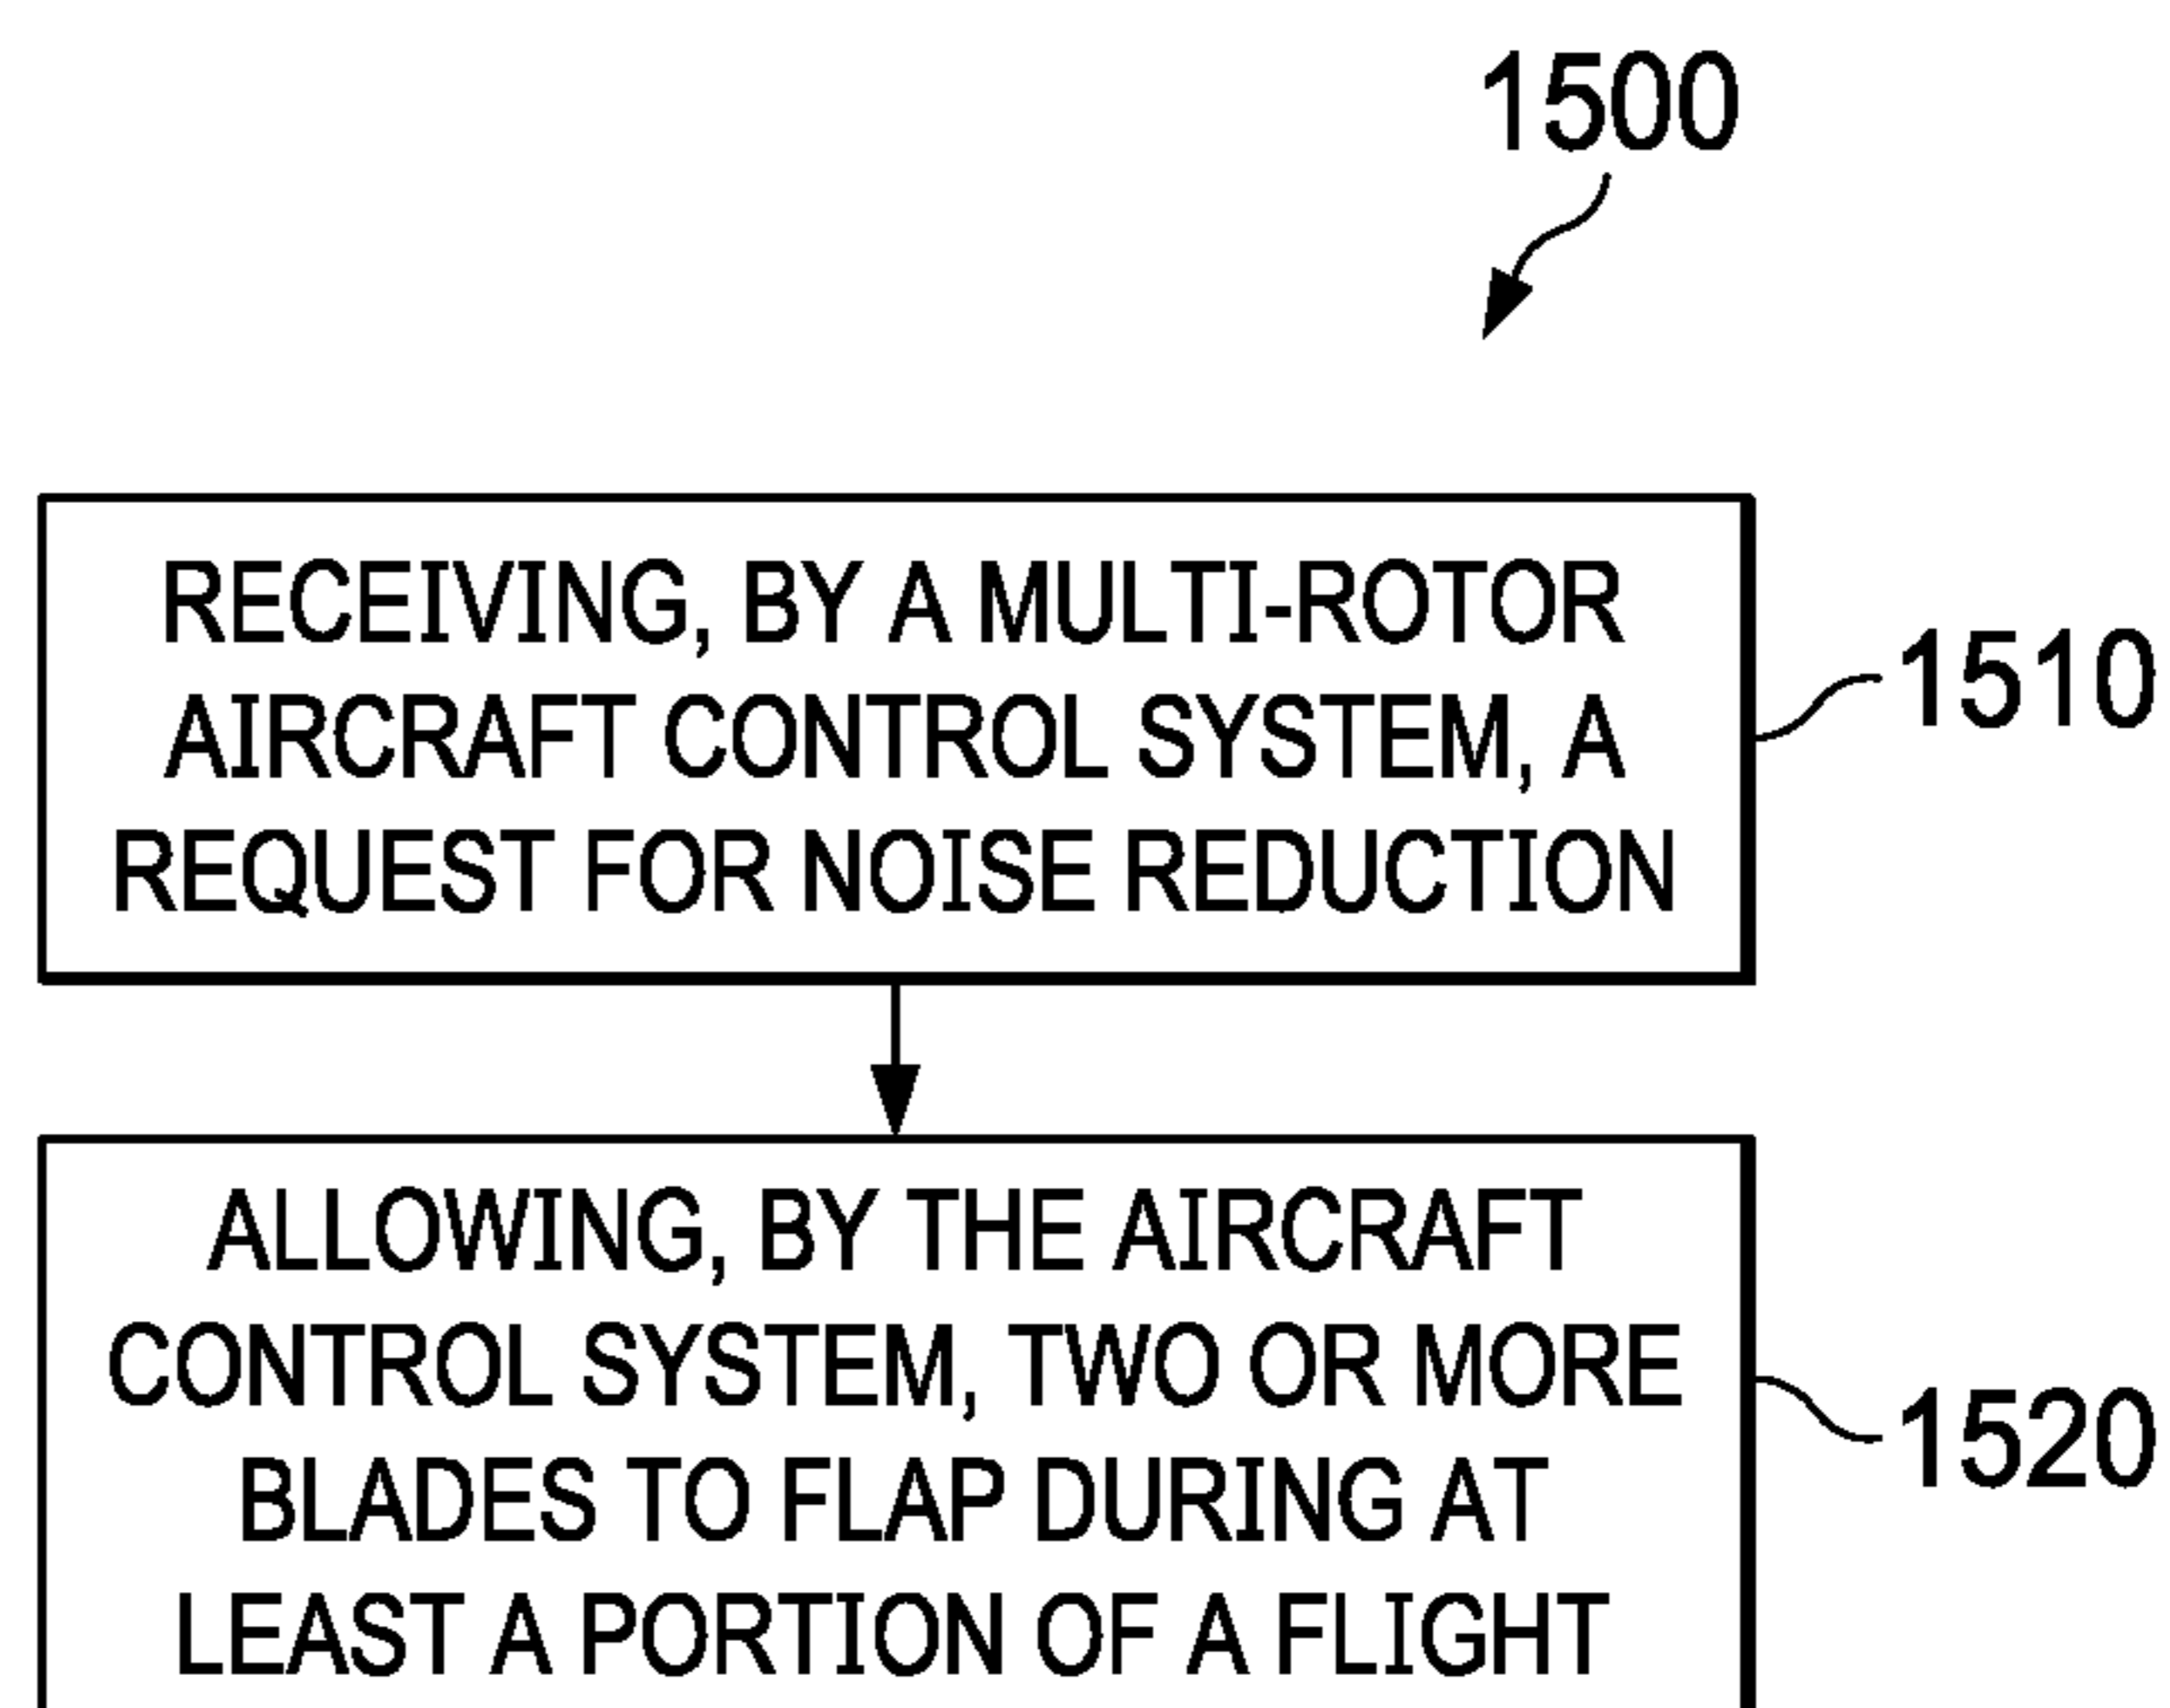 1500
RECEIVING, BY A MULTI-ROTOR
AIRCRAFT CONTROL SYSTEM, A
REQUEST FOR NOISE REDUCTION
1510
ALLOWING, BY THE AIRCRAFT
CONTROL SYSTEM, TWO OR MORE
BLADES TO FLAP DURING AT
LEAST A PORTION OF A FLIGHT
1520